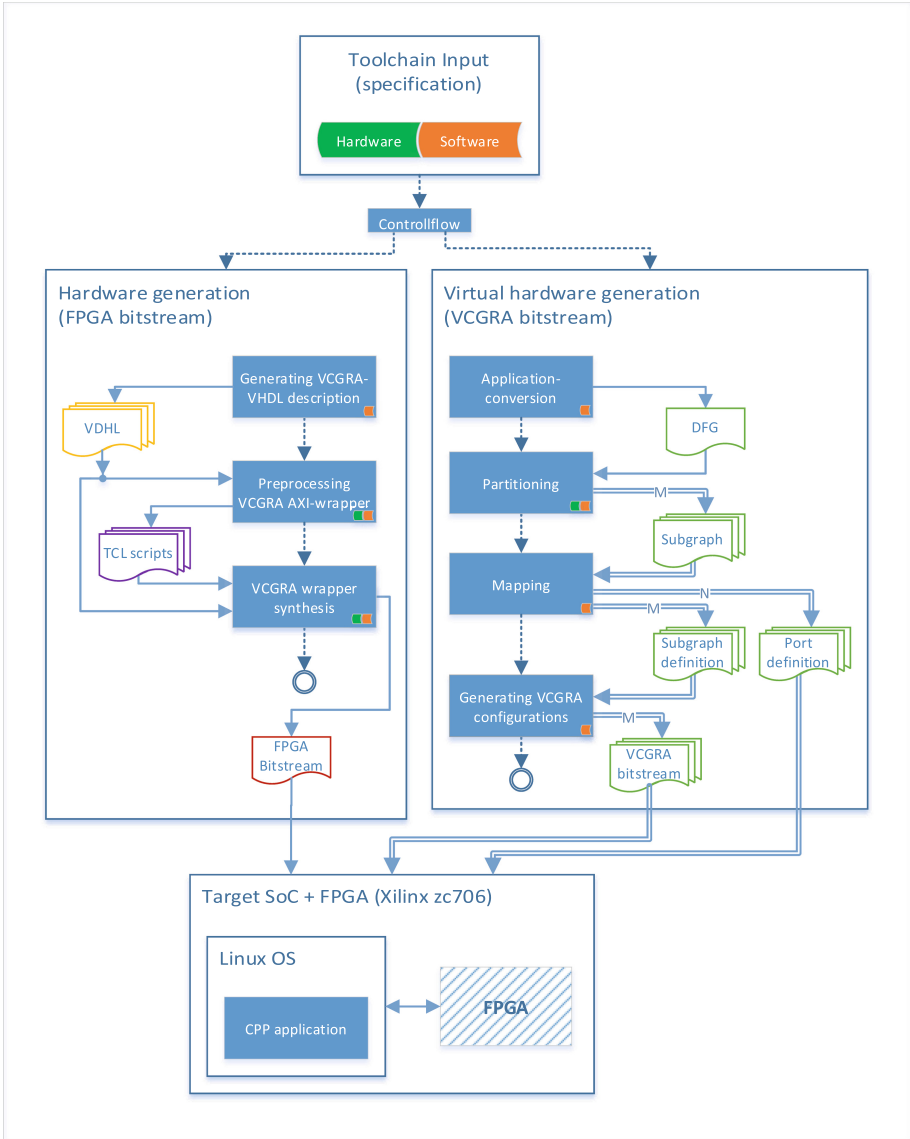 Toolchain Input
(specification)
Hardware
Software
Controllflow
Hardware generation
(FPGA bitstream)
Generating VCGRA-
VHDL description
VDHL
Preprocessing
VCGRA AXI-wrapper
TCL scripts
VCGRA wrapper
synthesis
FPGA
Bitstream
Virtual hardware generation
(VCGRA bitstream)
Application-
conversion
DFG
Partitioning
M
Subgraph
Mapping
N
M
Subgraph
definition
Port
definition
Generating VCGRA
configurations
M
VCGRA
bitstream
Target SoC + FPGA (Xilinx zc706)
Linux OS
CPP application
FPGA